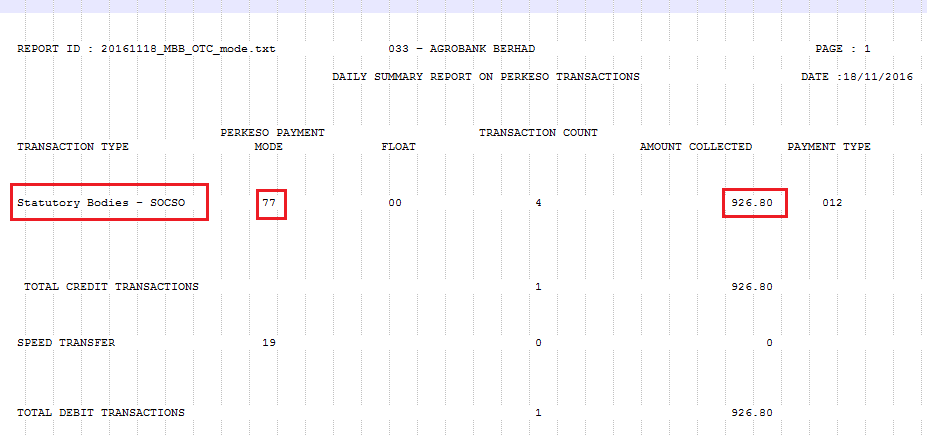 REPORT ID : 20161118_MBB_OTC_mode.txt 033 - AGROBANK BERHAD PAGE : 1
DAILY SUMMARY REPORT ON PERKESO TRANSACTIONS DATE :18/11/2016
PERKESO PAYMENT TRANSACTION COUNT
TRANSACTION TYPE MODE FLOAT AMOUNT COLLECTED PAYMENT TYPE
Statutory Bodies - SOCSO 77 00 4 926.80 012
TOTAL CREDIT TRANSACTIONS 1 926.80
SPEED TRANSFER 19 0 0
TOTAL DEBIT TRANSACTIONS 1 926.80